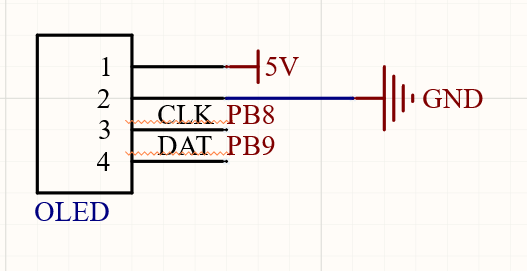 1 5V
2 GND
CLK PB8
3
DAT PB9
4
OLED